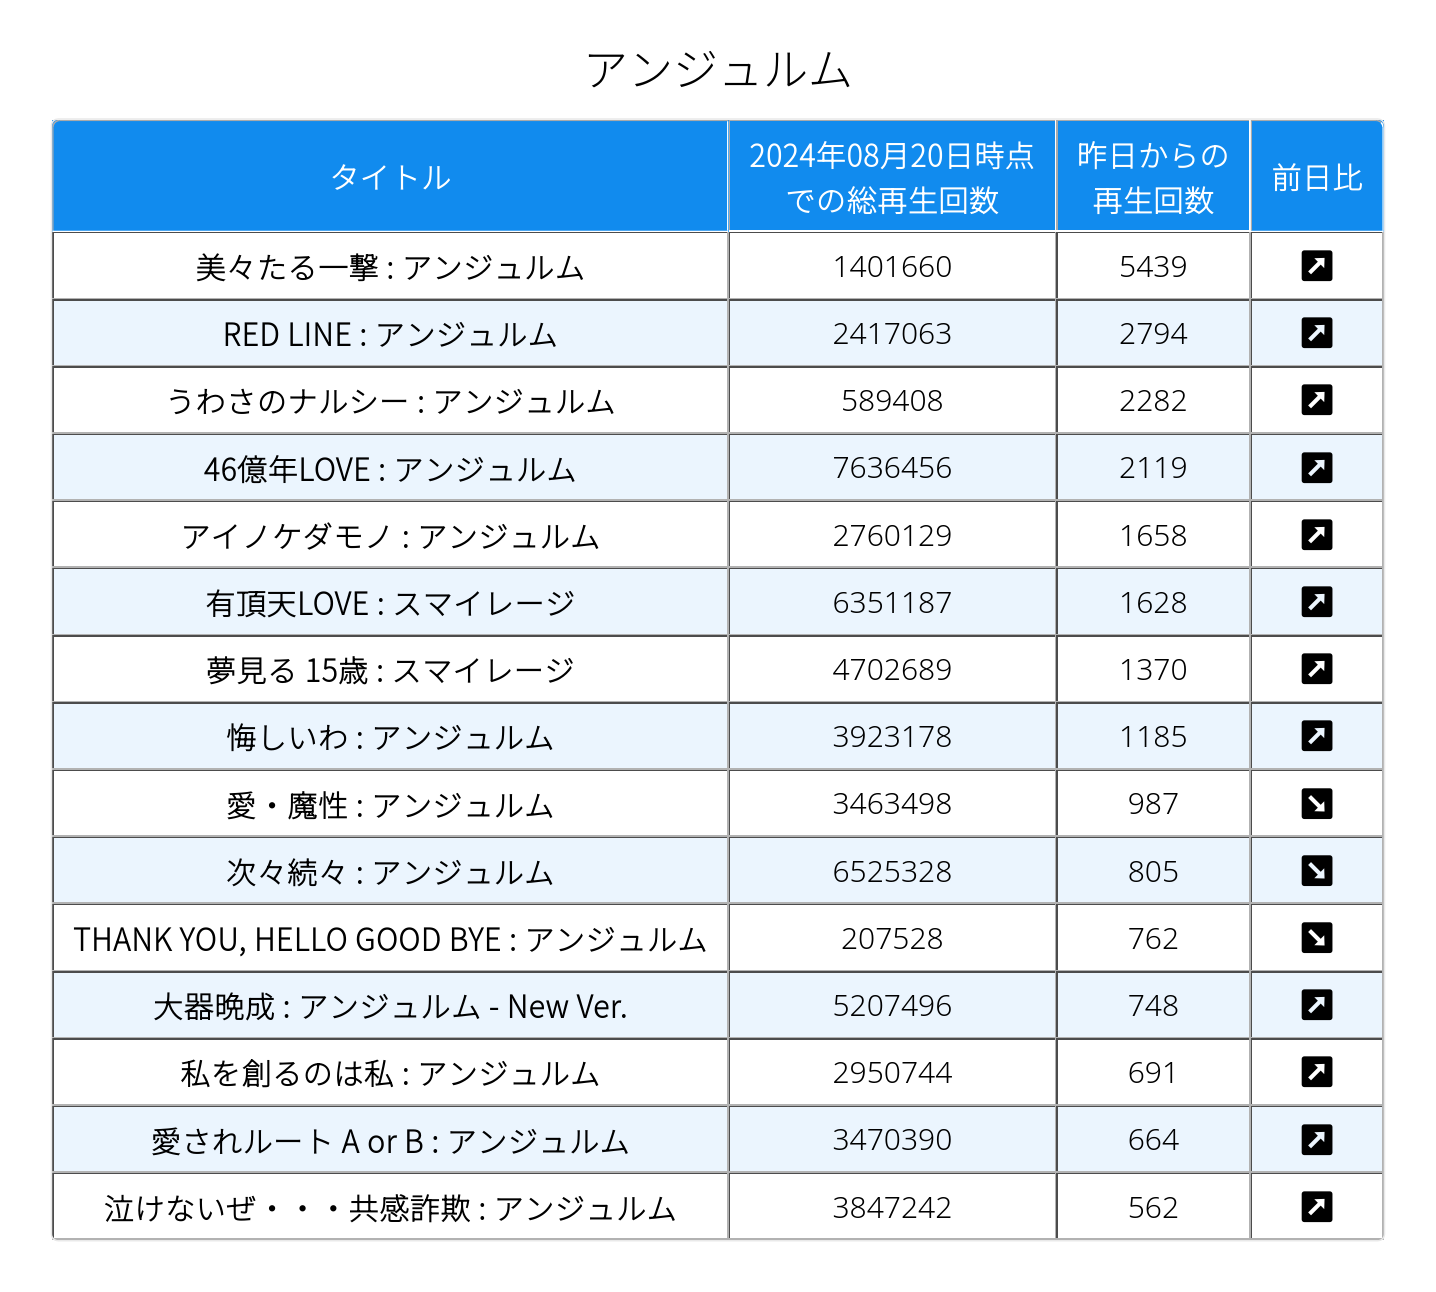 アンジュルム
タイトル 2024年08月20日時点での総再生回数 昨日からの再生回数 前日比
美々たる一撃 : アンジュルム 1401660 5439 ↗
RED LINE : アンジュルム 2417063 2794 ↗
うわさのナルシー : アンジュルム 589408 2282 ↗
46億年LOVE : アンジュルム 7636456 2119 ↗
アイノケダモノ : アンジュルム 2760129 1658 ↗
有頂天LOVE : スマイレージ 6351187 1628 ↗
夢見る 15歳 : スマイレージ 4702689 1370 ↗
悔しいわ : アンジュルム 3923178 1185 ↗
愛・魔性 : アンジュルム 3463498 987 ↘
次々続々 : アンジュルム 6525328 805 ↘
THANK YOU, HELLO GOOD BYE : アンジュルム 207528 762 ↘
大器晩成 : アンジュルム - New Ver. 5207496 748 ↗
私を創るのは私 : アンジュルム 2950744 691 ↗
愛されルート A or B : アンジュルム 3470390 664 ↗
泣けないぜ・・・共感詐欺 : アンジュルム 3847242 562 ↗